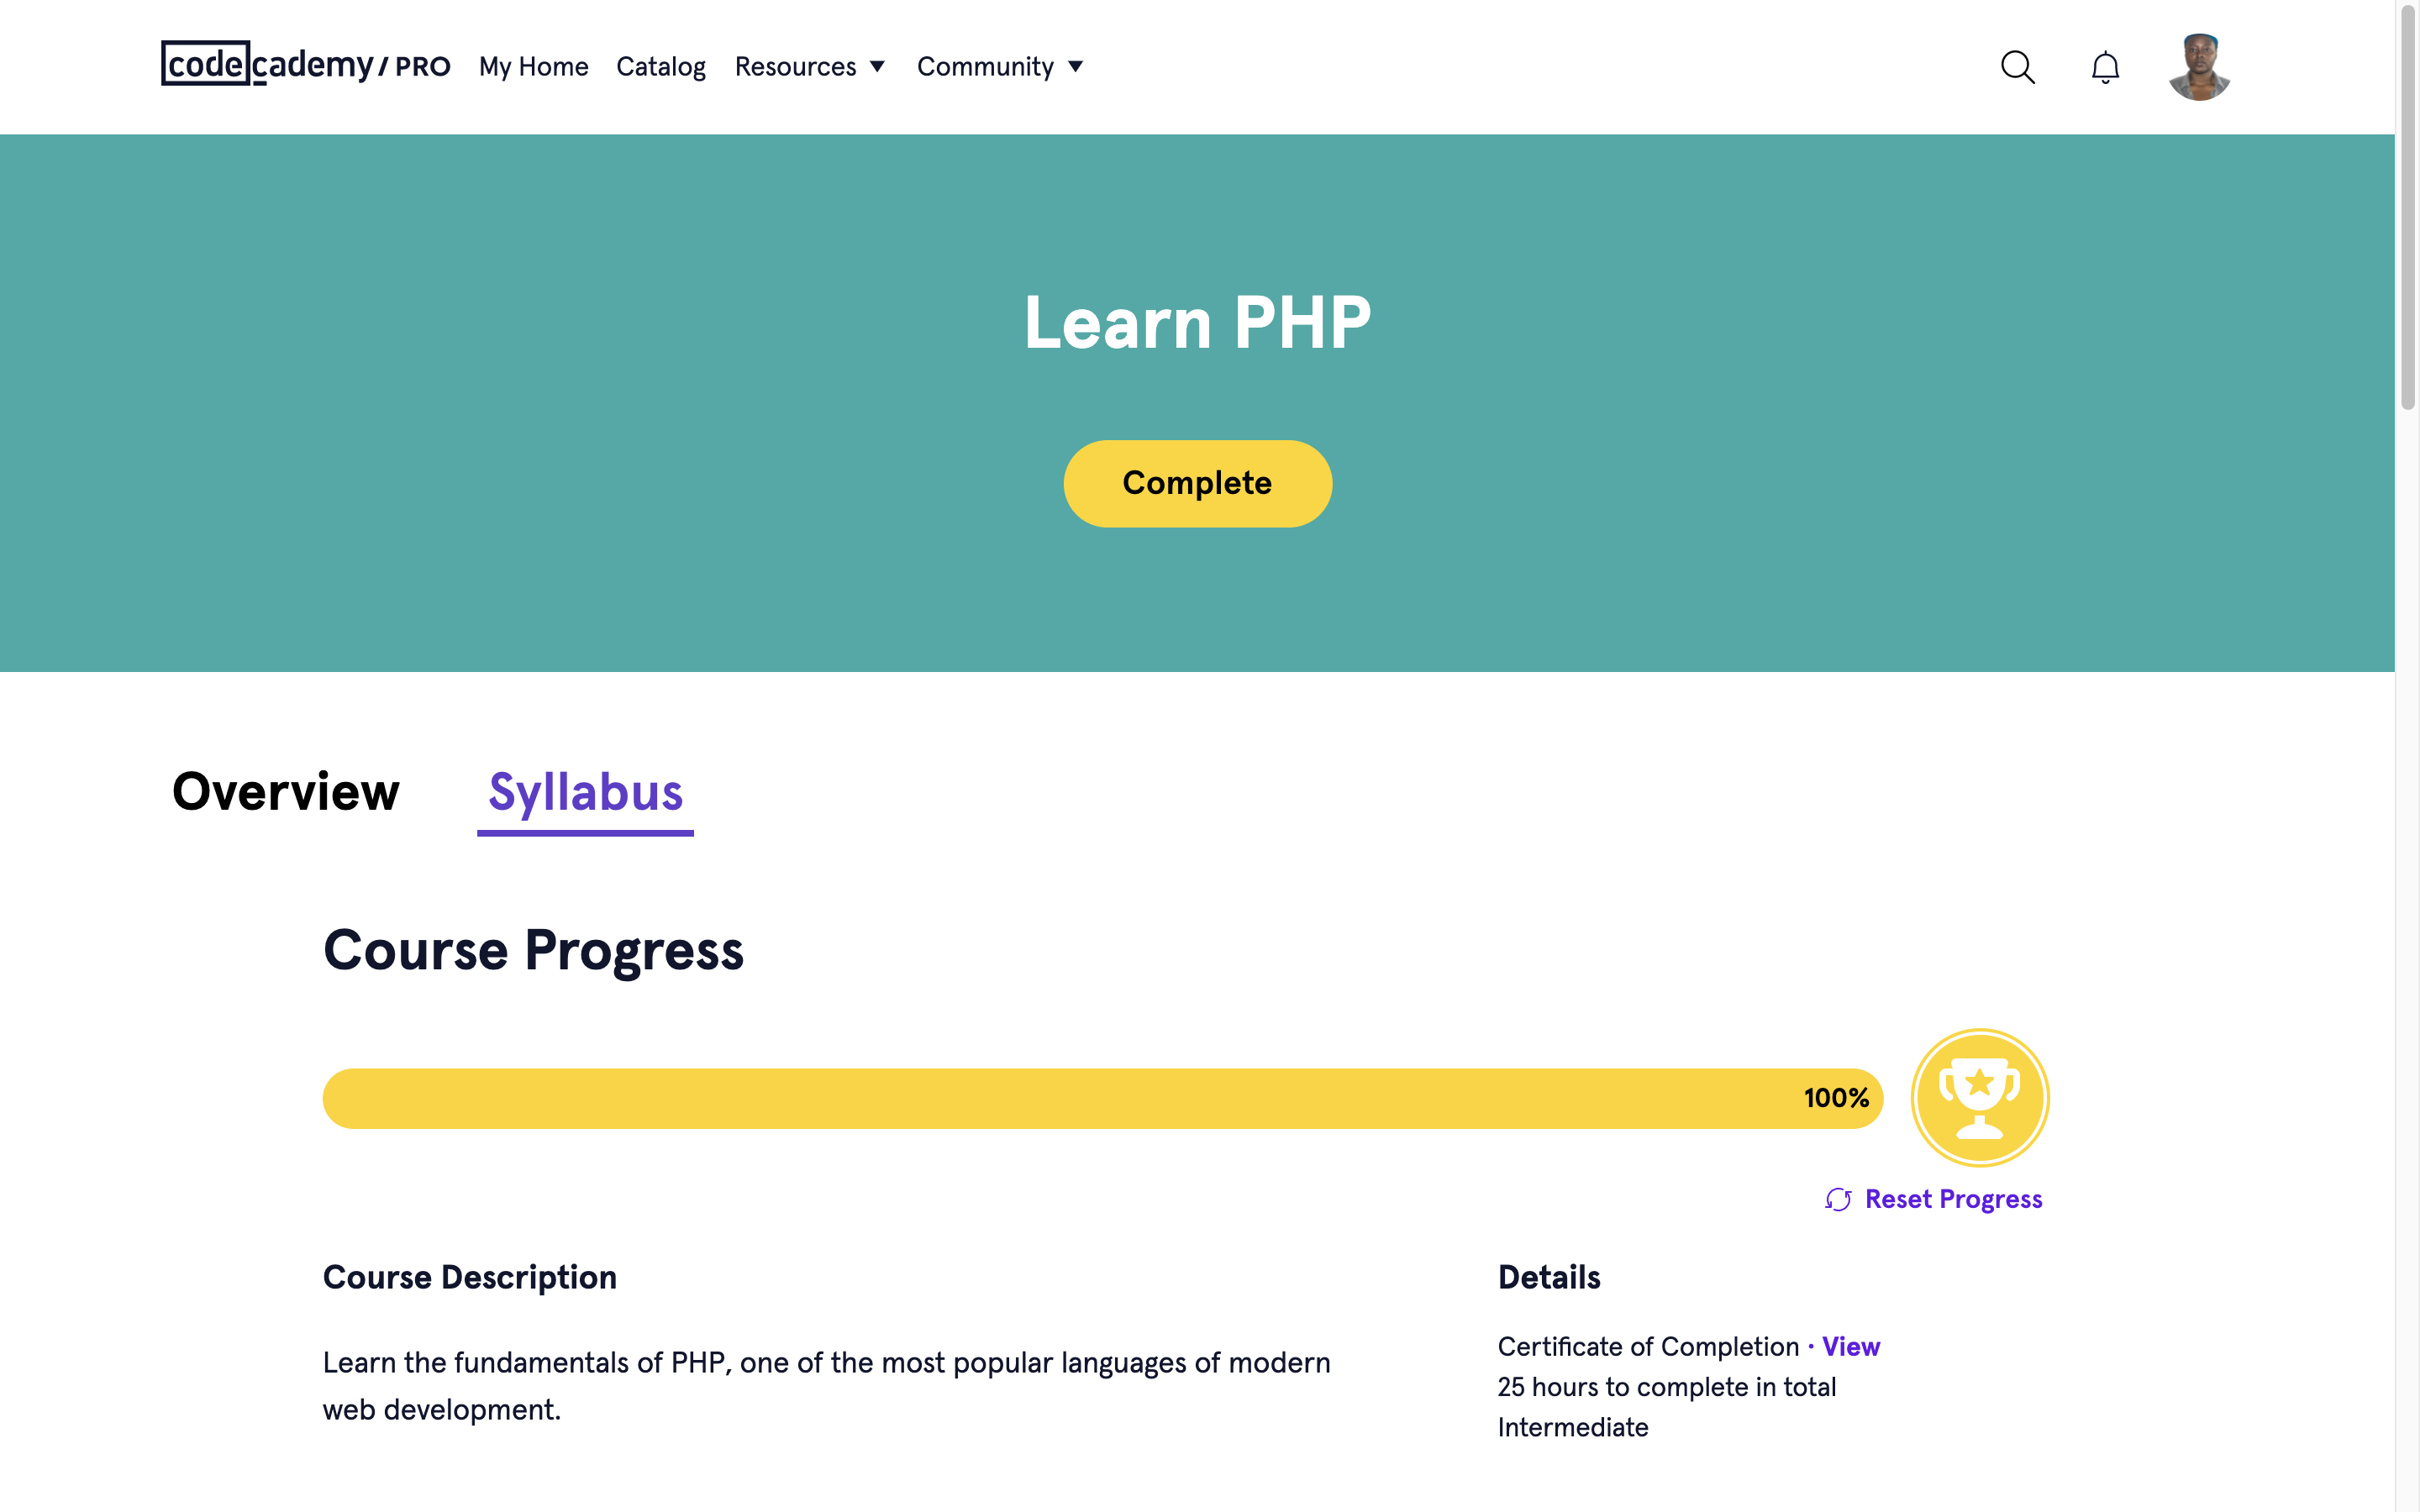 codecademy / PRO My Home Catalog Resources Community
Learn PHP
Complete
Overview Syllabus
Course Progress
100%
Reset Progress
Course Description
Learn the fundamentals of PHP, one of the most popular languages of modern
web development.
Details
Certificate of Completion · View
25 hours to complete in total
Intermediate